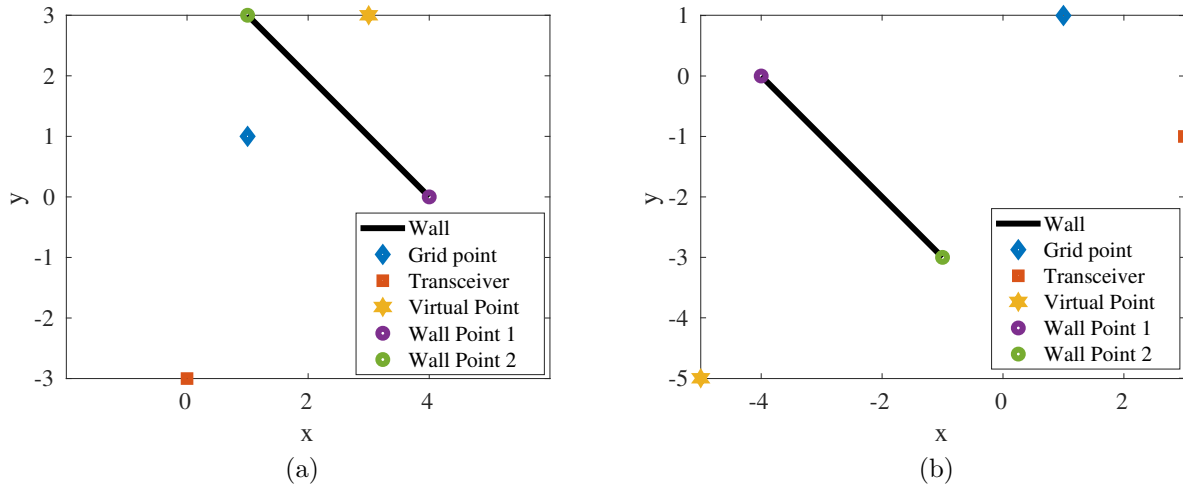 3
2
1
0
-1
-2
-3
y
0
2
4
x
Wall
Grid point
Transceiver
Virtual Point
Wall Point 1
Wall Point 2
(a)
1
0
-1
-2
-3
-4
-5
y
-4
-2
0
2
x
Wall
Grid point
Transceiver
Virtual Point
Wall Point 1
Wall Point 2
(b)